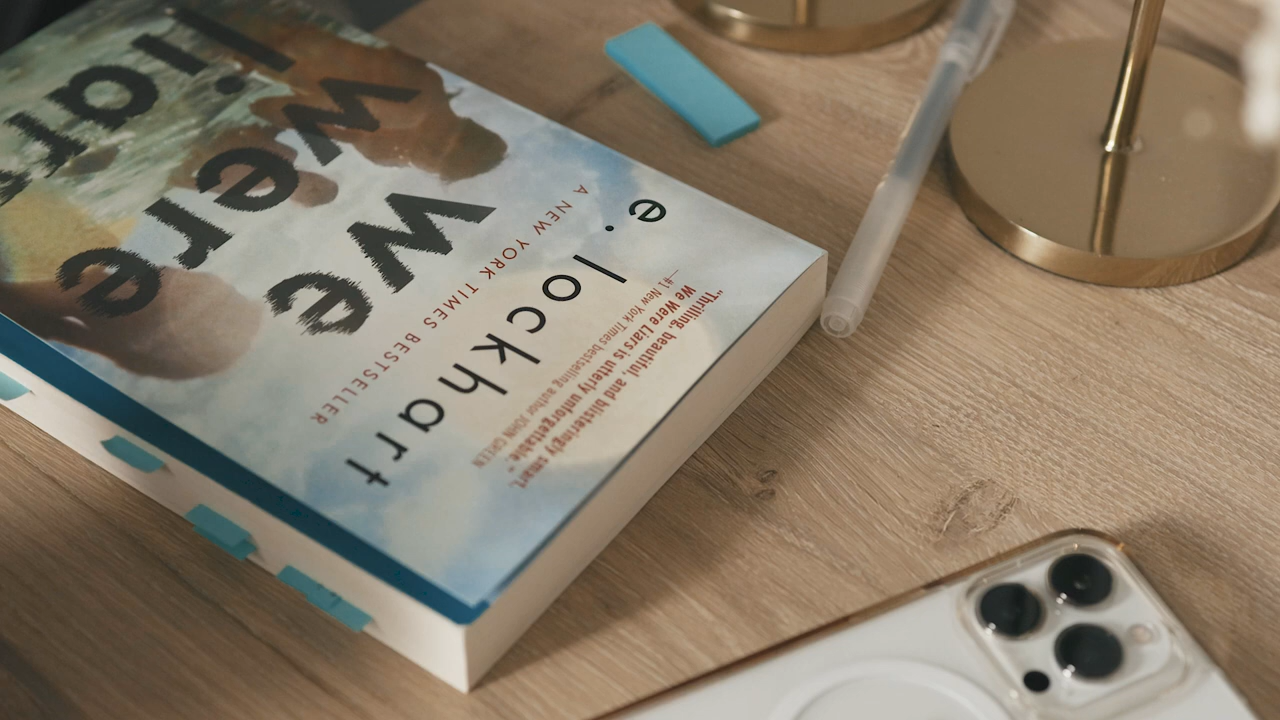 "Thrilling, beautiful, and blisteringly smart.
We Were Liars is utterly unforgettable."
—#1 New York Times bestselling author JOHN GREEN
e. lockhart
A NEW YORK TIMES BESTSELLER
we
were
liars